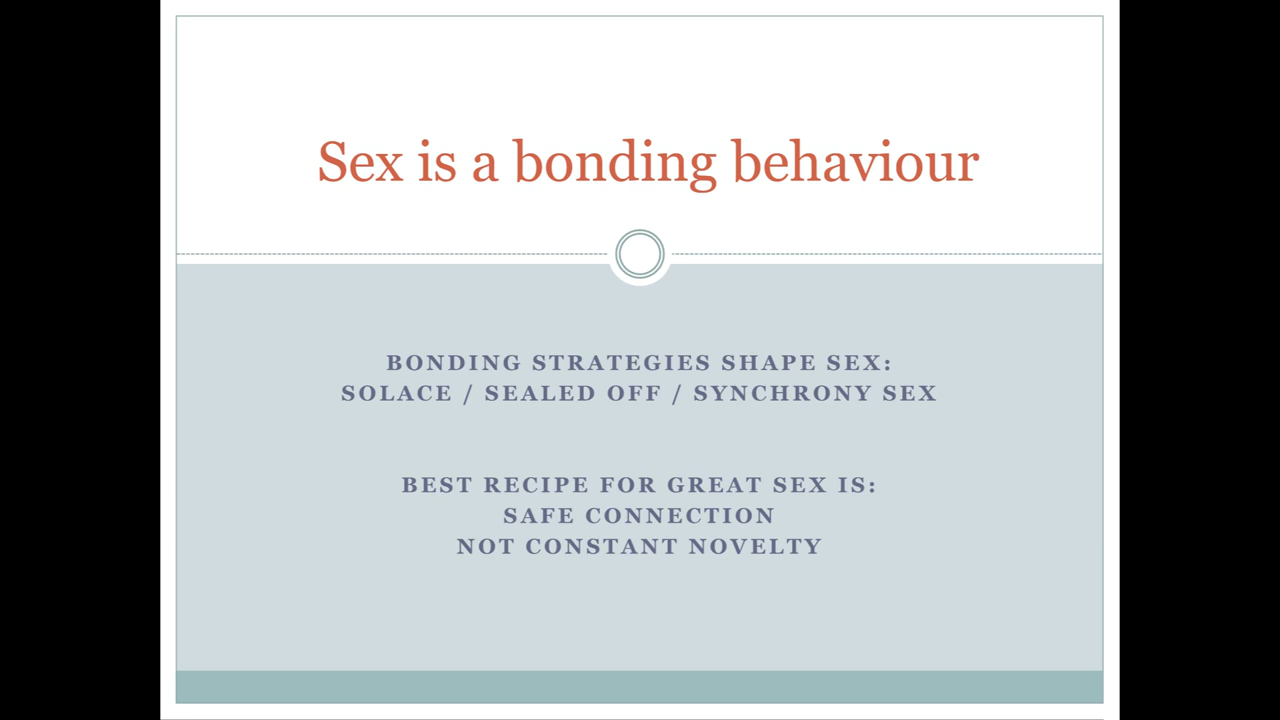 Sex is a bonding behaviour
BONDING STRATEGIES SHAPE SEX:
SOLACE / SEALED OFF / SYNCHRONY SEX
BEST RECIPE FOR GREAT SEX IS:
SAFE CONNECTION
NOT CONSTANT NOVELTY